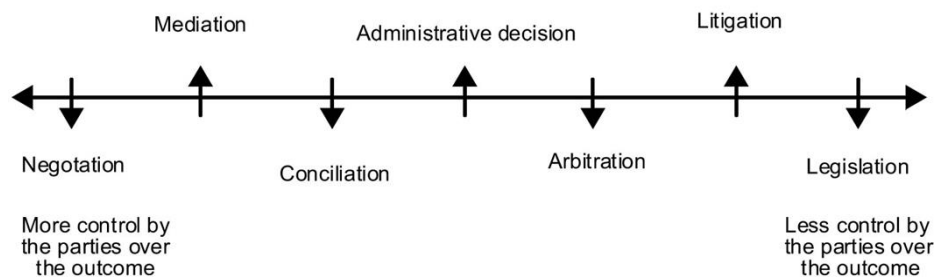 Mediation
Administrative decision
Litigation
Negotation
Conciliation
Arbitration
Legislation
More control by
the parties over
the outcome
Less control by
the parties over
the outcome